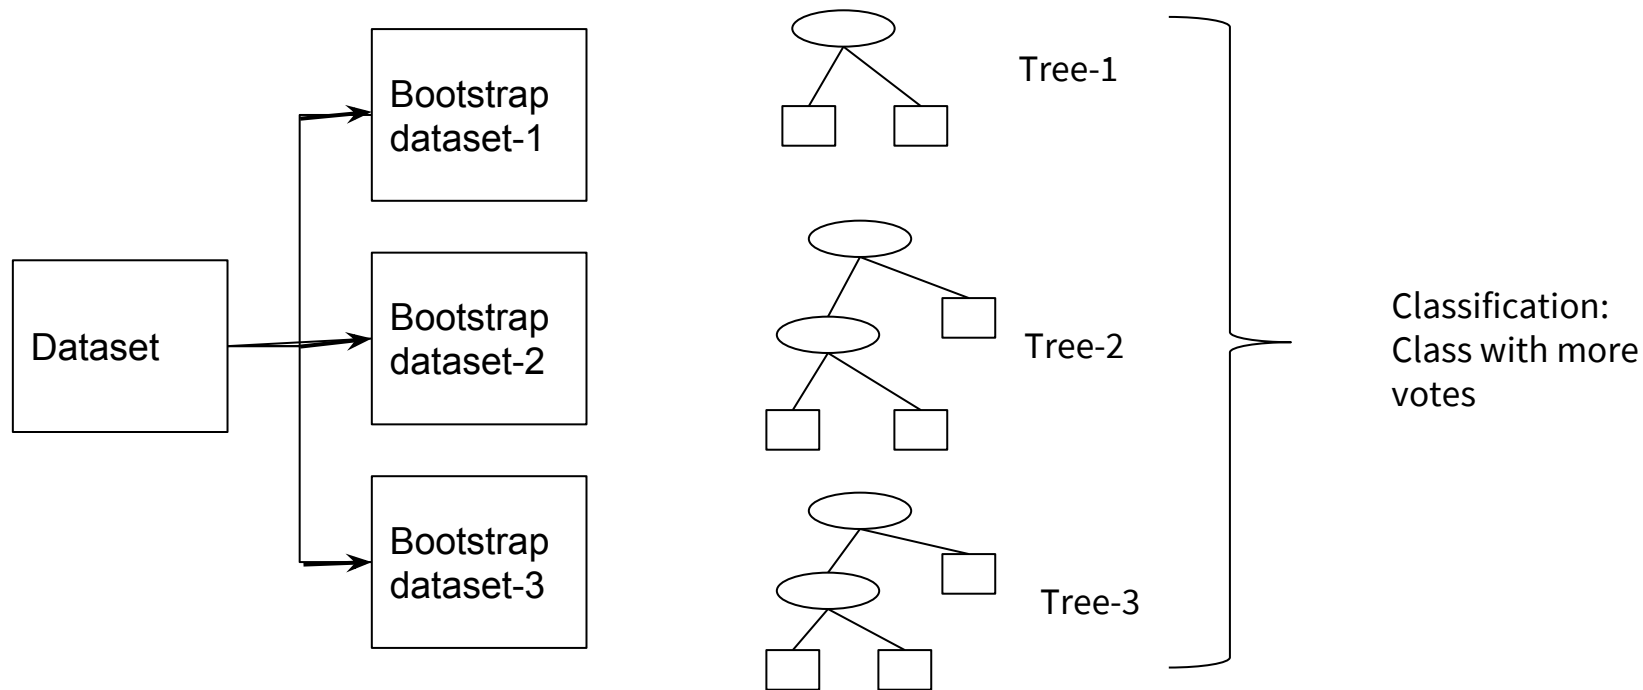 Dataset
Bootstrap
dataset-1
Bootstrap
dataset-2
Bootstrap
dataset-3
Tree-1
Tree-2
Tree-3
Classification:
Class with more
votes